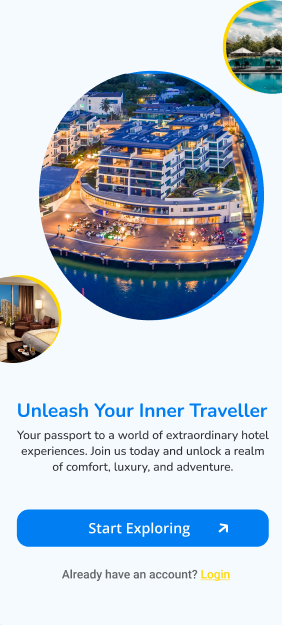 Unleash Your Inner Traveller
Your passport to a world of extraordinary hotel
experiences. Join us today and unlock a realm
of comfort, luxury, and adventure.
Start Exploring
Already have an account? Login